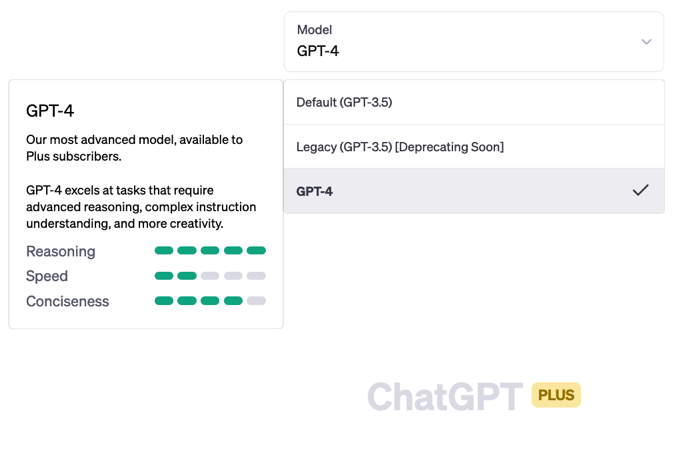 Model
GPT-4
GPT-4
Our most advanced model, available to
Plus subscribers.
GPT-4 excels at tasks that require
advanced reasoning, complex instruction
understanding, and more creativity.
Reasoning
Speed
Conciseness
Default (GPT-3.5)
Legacy (GPT-3.5) [Deprecating Soon]
GPT-4
ChatGPT PLUS